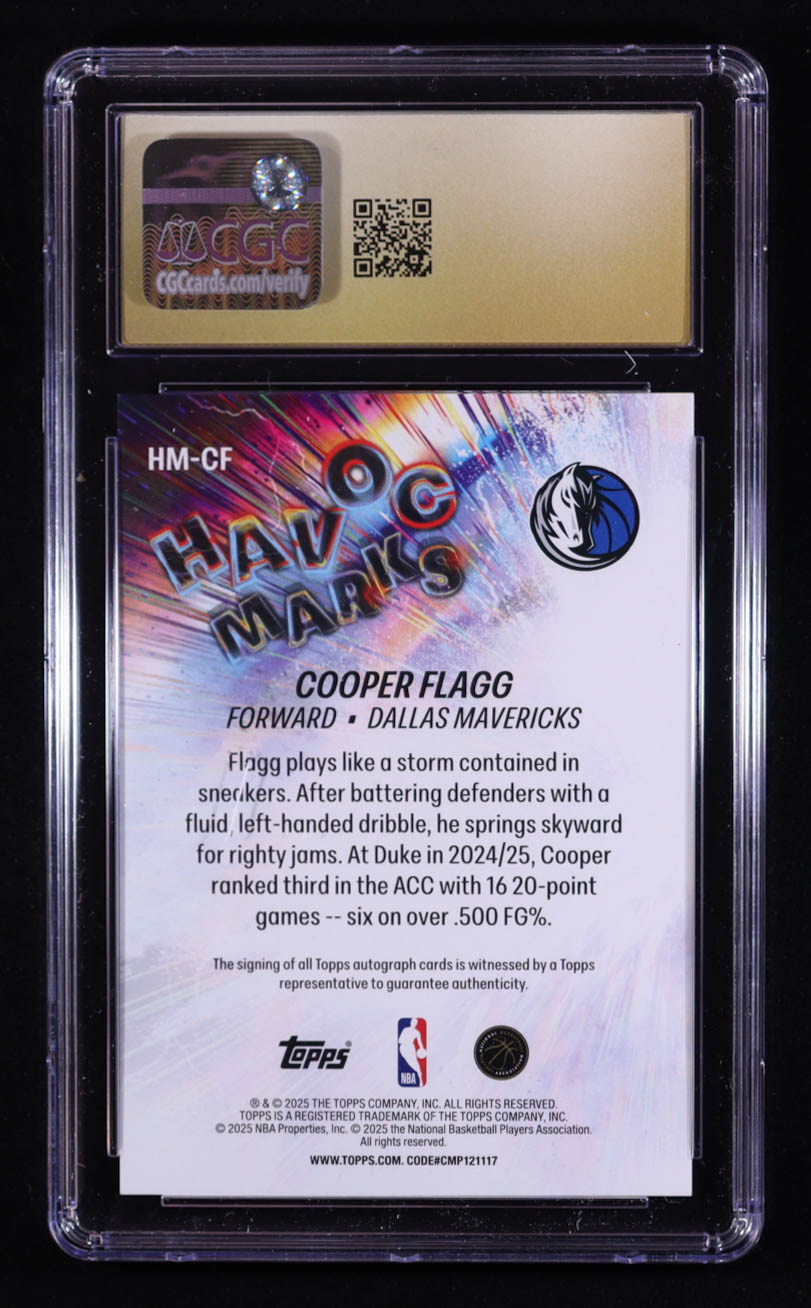 CGC
CGCcards.com/verify
HM-CF
HAVOC
MARKS
COOPER FLAGG
FORWARD ▪ DALLAS MAVERICKS
Flagg plays like a storm contained in
sneakers. After battering defenders with a
fluid, left-handed dribble, he springs skyward
for righty jams. At Duke in 2024/25, Cooper
ranked third in the ACC with 16 20-point
games -- six on over .500 FG%.
The signing of all Topps autograph cards is witnessed by a Topps
representative to guarantee authenticity.
Topps®
NBA
® & © 2025 THE TOPPS COMPANY, INC. ALL RIGHTS RESERVED.
TOPPS IS A REGISTERED TRADEMARK OF THE TOPPS COMPANY, INC.
© 2025 NBA Properties, Inc. © 2025 the National Basketball Players Association.
All rights reserved.
WWW.TOPPS.COM. CODE#CMP121117